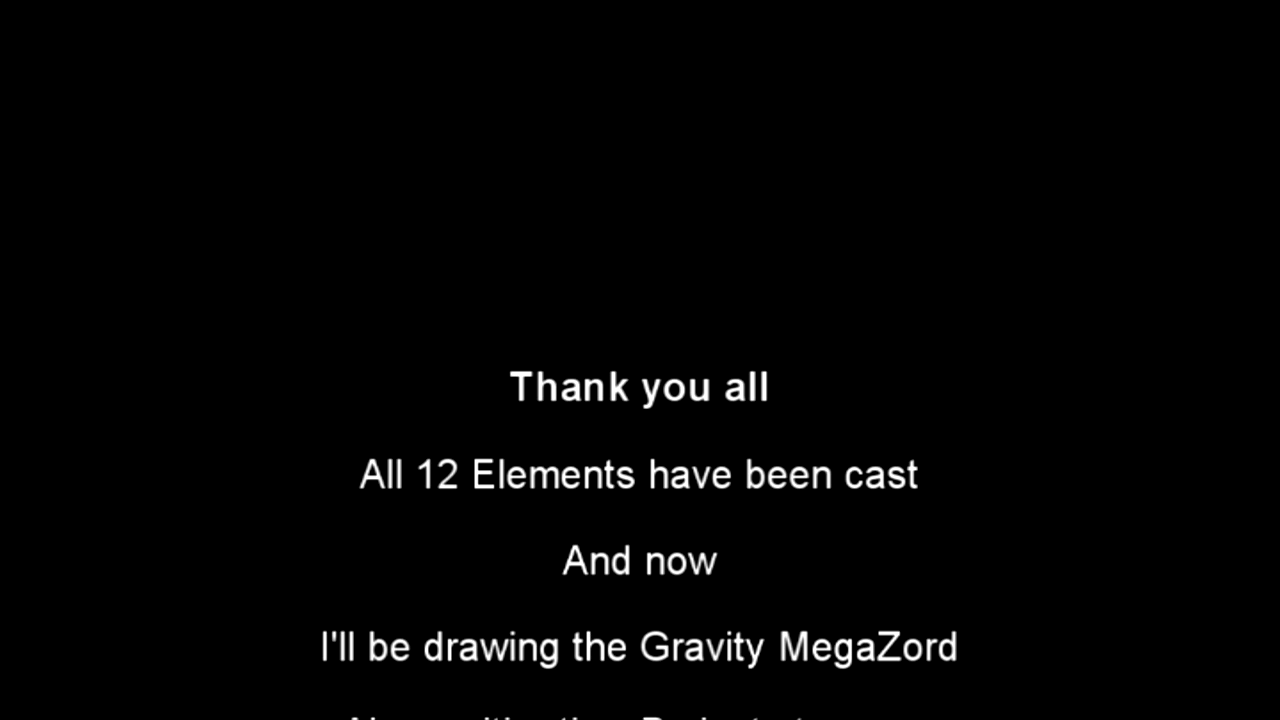 Thank you all
All 12 Elements have been cast
And now
I'll be drawing the Gravity MegaZord